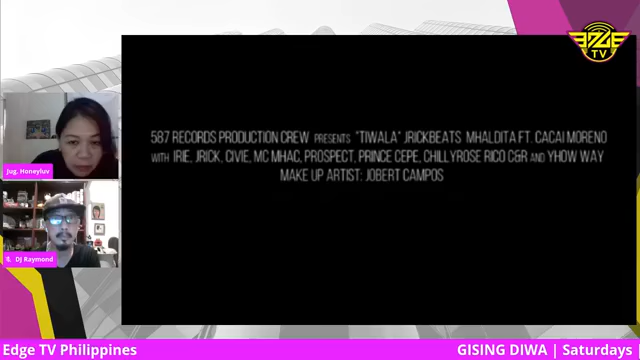 EDGE
TV
587 RECORDS PRODUCTION CREW PRESENTS "TIWALA" JRICKBEATS MHALDITA FT. CACAI MORENO
WITH IRIE, JRICK, CIVIE, MC MHAC, PROSPECT, PRINCE CEPE, CHILLYROSE RICO CGR AND YHOW WAY
MAKE UP ARTIST: JOBERT CAMPOS
Jug. Honeyluv
DJ Raymond
Edge TV Philippines
GISING DIWA | Saturdays